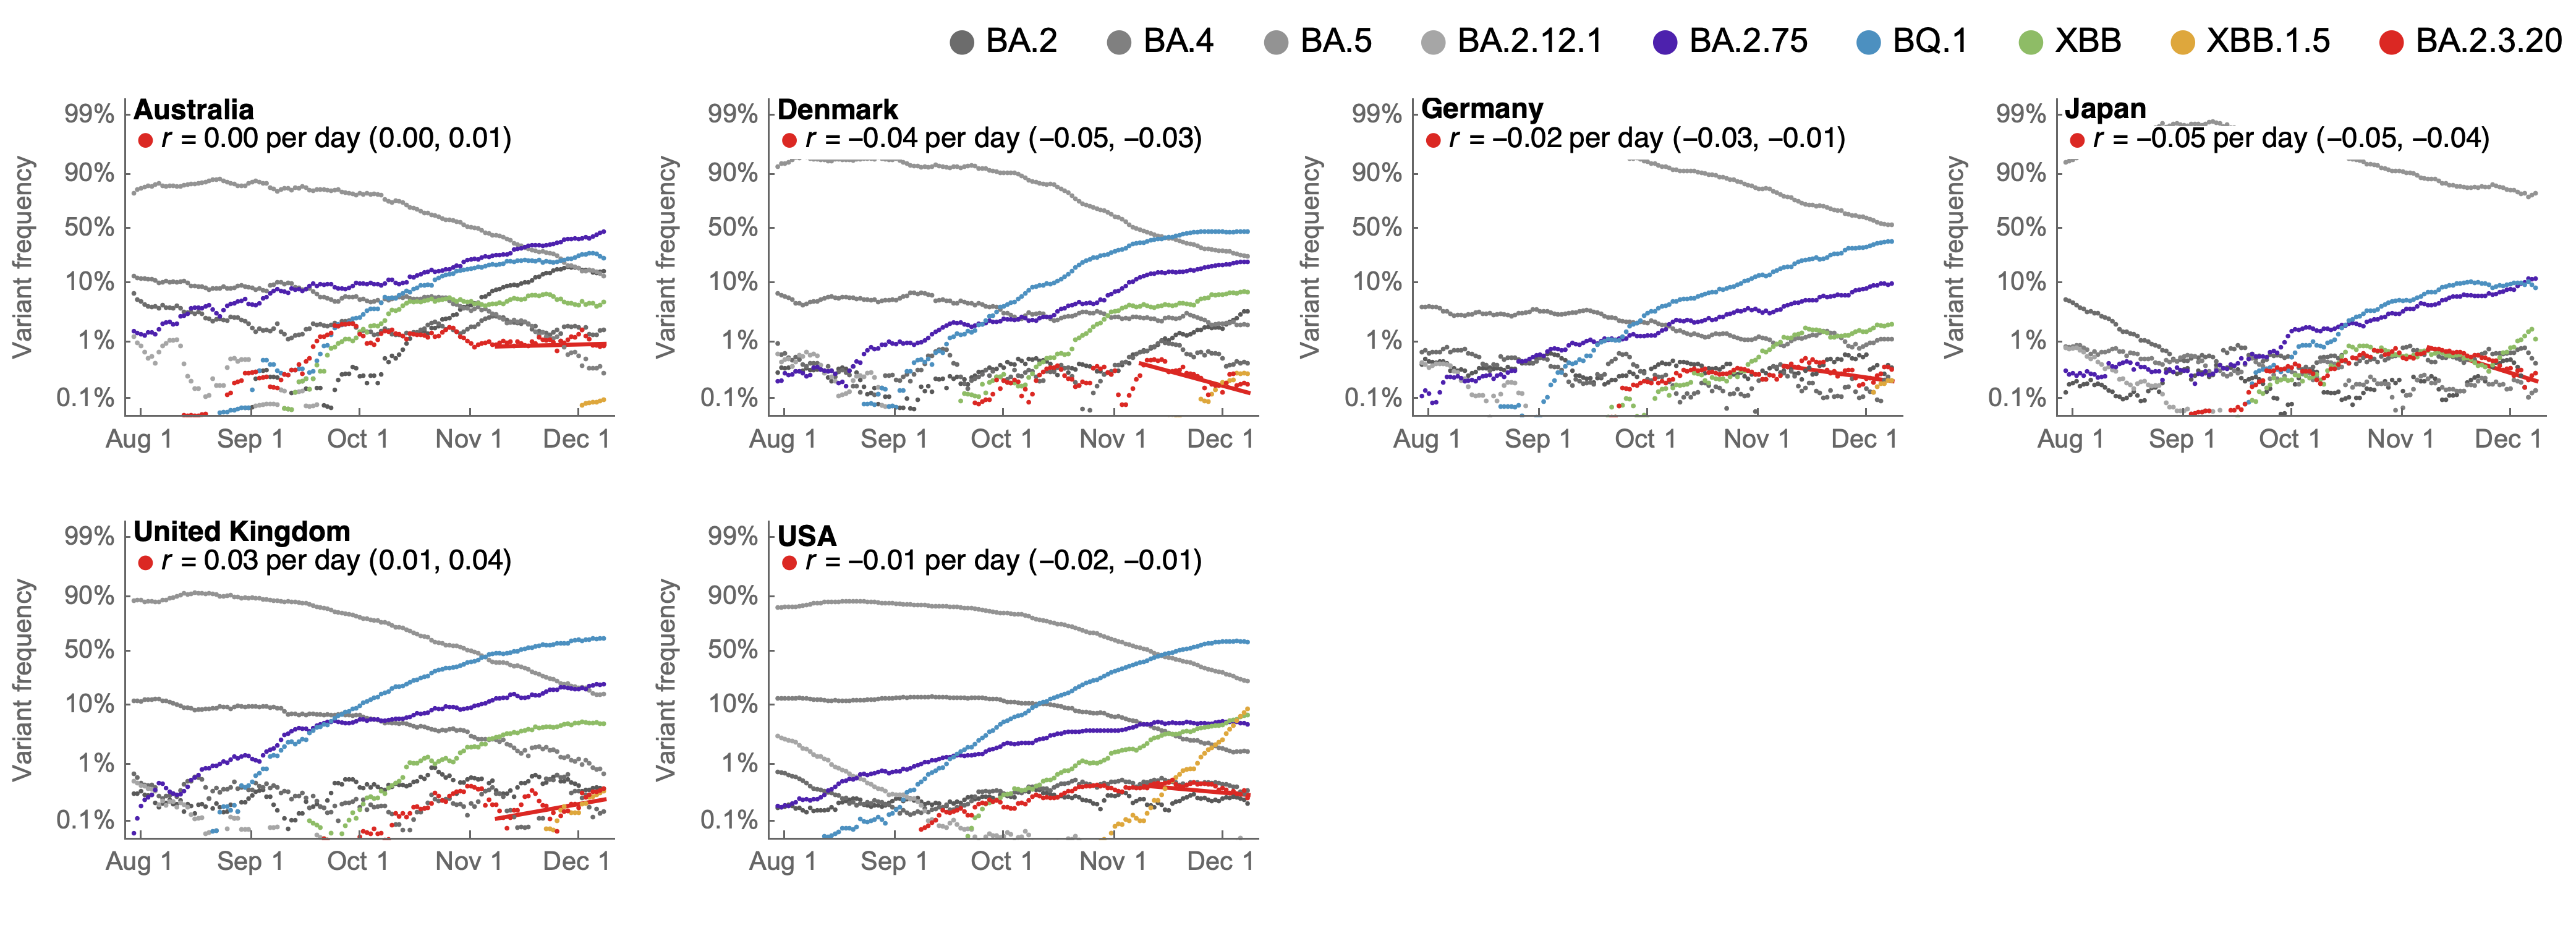 BA.2 BA.4 BA.5 BA.2.12.1 BA.2.75 BQ.1 XBB XBB.1.5 BA.2.3.20
Australia
r = 0.00 per day (0.00, 0.01)
Variant frequency
99%
90%
50%
10%
1%
0.1%
Aug 1 Sep 1 Oct 1 Nov 1 Dec 1
Denmark
r = −0.04 per day (−0.05, −0.03)
Variant frequency
99%
90%
50%
10%
1%
0.1%
Aug 1 Sep 1 Oct 1 Nov 1 Dec 1
Germany
r = −0.02 per day (−0.03, −0.01)
Variant frequency
99%
90%
50%
10%
1%
0.1%
Aug 1 Sep 1 Oct 1 Nov 1 Dec 1
Japan
r = −0.05 per day (−0.05, −0.04)
Variant frequency
99%
90%
50%
10%
1%
0.1%
Aug 1 Sep 1 Oct 1 Nov 1 Dec 1
United Kingdom
r = 0.03 per day (0.01, 0.04)
Variant frequency
99%
90%
50%
10%
1%
0.1%
Aug 1 Sep 1 Oct 1 Nov 1 Dec 1
USA
r = −0.01 per day (−0.02, −0.01)
Variant frequency
99%
90%
50%
10%
1%
0.1%
Aug 1 Sep 1 Oct 1 Nov 1 Dec 1